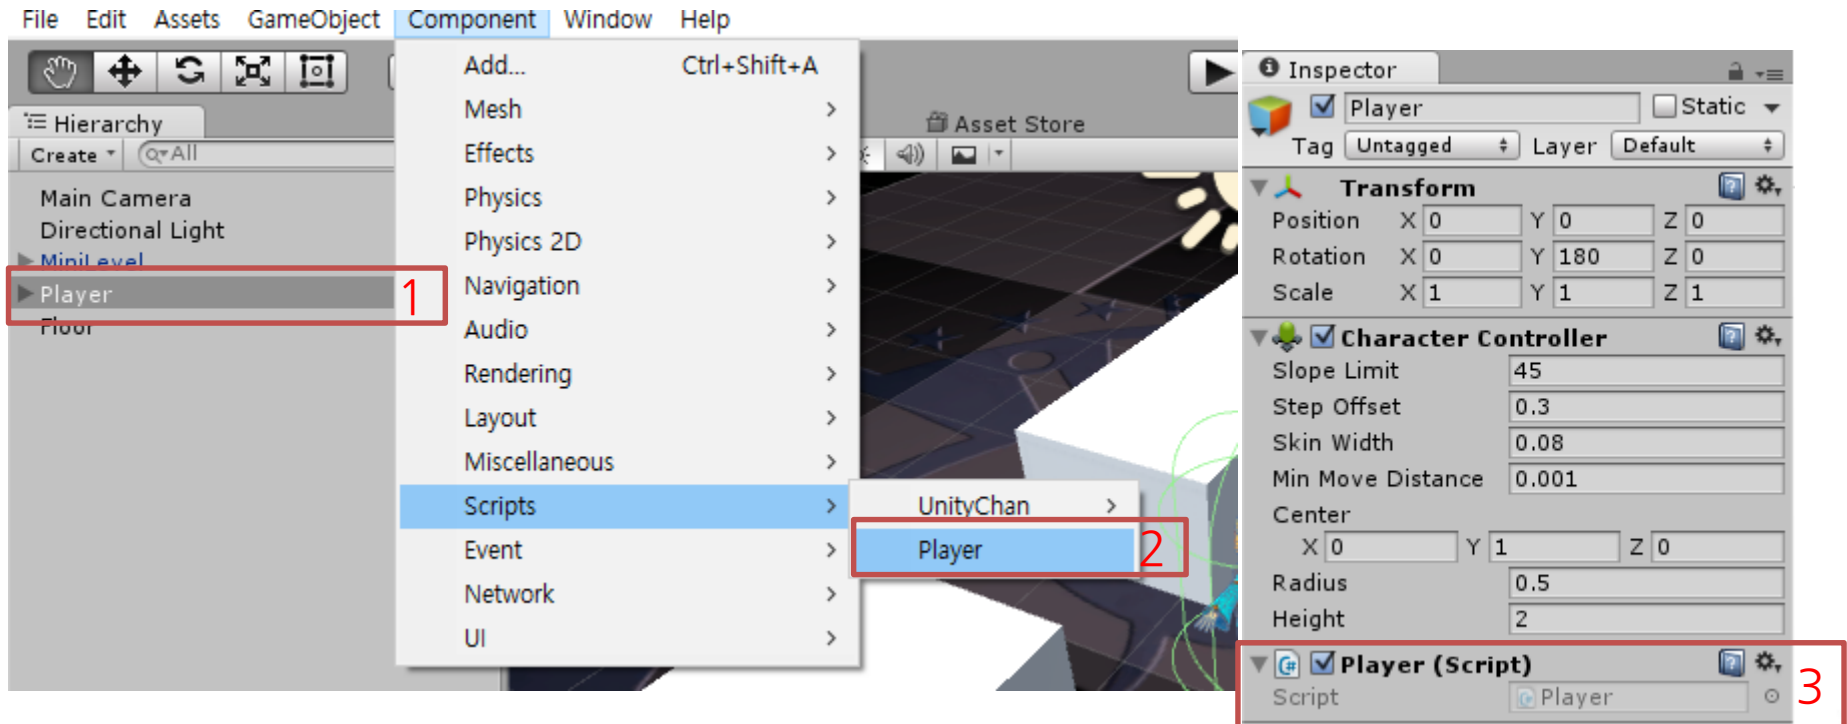 File Edit Assets GameObject Component Window Help
Hierarchy
Create All
Main Camera
Directional Light
MiniLevel
Player
1
Floor
Add... Ctrl+Shift+A
Mesh
Effects
Physics
Physics 2D
Navigation
Audio
Rendering
Layout
Miscellaneous
Scripts
Event
Network
UI
UnityChan
Player
2
Asset Store
Inspector
Player Static
Tag Untagged Layer Default
Transform
Position X 0 Y 0 Z 0
Rotation X 0 Y 180 Z 0
Scale X 1 Y 1 Z 1
Character Controller
Slope Limit 45
Step Offset 0.3
Skin Width 0.08
Min Move Distance 0.001
Center
X 0 Y 1 Z 0
Radius 0.5
Height 2
Player (Script)
Script Player
3